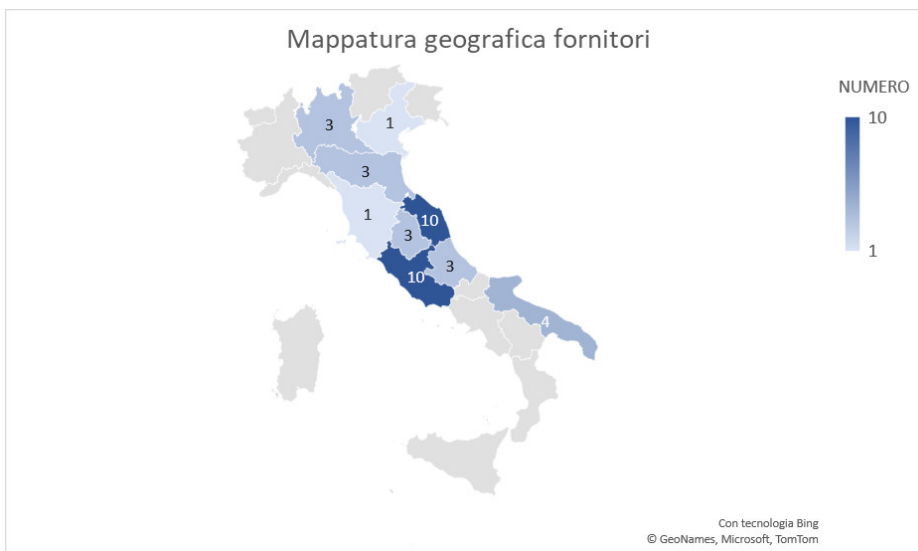 Mappatura geografica fornitori
NUMERO
10
1
3
1
3
1
10
3
3
10
4
Con tecnologia Bing
© GeoNames, Microsoft, TomTom